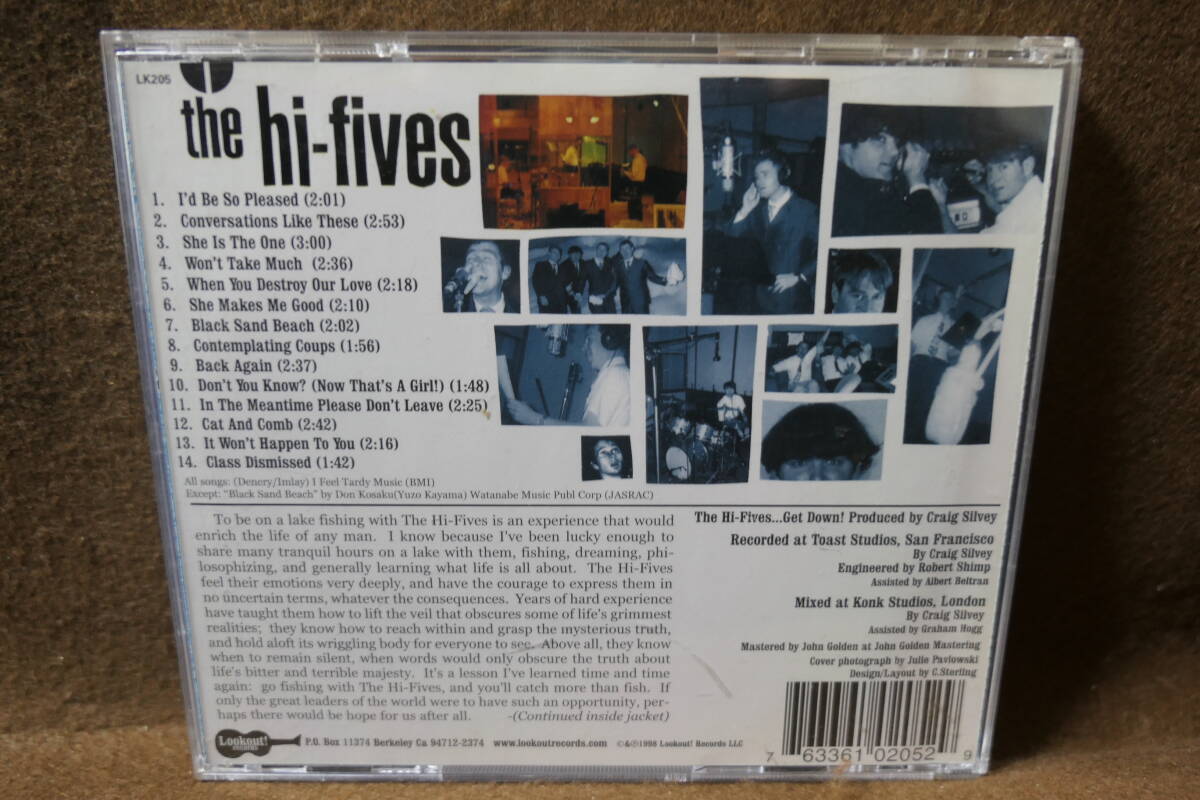 LK205
the hi-fives
1. I'd Be So Pleased (2:01)
2. Conversations Like These (2:53)
3. She Is The One (3:00)
4. Won't Take Much (2:36)
5. When You Destroy Our Love (2:18)
6. She Makes Me Good (2:10)
7. Black Sand Beach (2:02)
8. Contemplating Coups (1:56)
9. Back Again (2:37)
10. Don't You Know? (Now That's A Girl!) (1:48)
11. In The Meantime Please Don't Leave (2:25)
12. Cat And Comb (2:42)
13. It Won't Happen To You (2:16)
14. Class Dismissed (1:42)
All songs: (Denery/Imlay) I Feel Tardy Music (BMI)
Except: "Black Sand Beach" by Don Kosaku(Yuzo Kayama) Watanabe Music Publ Corp (JASRAC)
To be on a lake fishing with The Hi-Fives is an experience that would
enrich the life of any man. I know because I've been lucky enough to
share many tranquil hours on a lake with them, fishing, dreaming, phi-
losophizing, and generally learning what life is all about. The Hi-Fives
feel their emotions very deeply, and have the courage to express them in
no uncertain terms, whatever the consequences. Years of hard experience
have taught them how to lift the veil that obscures some of life's grimmest
realities; they know how to reach within and grasp the mysterious truth,
and hold aloft its wriggling body for everyone to see. Above all, they know
when to remain silent, when words would only obscure the truth about
life's bitter and terrible majesty. It's a lesson I've learned time and time
again: go fishing with The Hi-Fives, and you'll catch more than fish. If
only the great leaders of the world were to have such an opportunity, per-
haps there would be hope for us after all. -(Continued inside jacket)
The Hi-Fives...Get Down! Produced by Craig Silvey
Recorded at Toast Studios, San Francisco
By Craig Silvey
Engineered by Robert Shimp
Assisted by Albert Beltran
Mixed at Konk Studios, London
By Craig Silvey
Assisted by Graham Hogg
Mastered by John Golden at John Golden Mastering
Cover photograph by Julie Pavlowski
Design/Layout by C.Sterling
Lookout! records P.O. Box 11374 Berkeley Ca 94712-2374 www.lookoutrecords.com ©&℗1998 Lookout! Records LLC
7 63361 02052 9